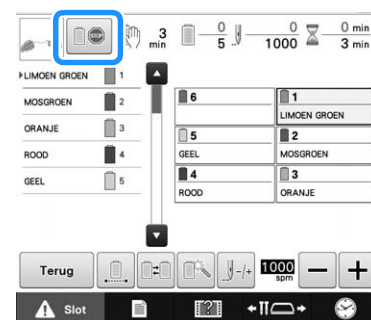 STOP
3 min
0 5
0 1000
0 min 3 min
LIMOEN GROEN 1
MOSGROEN 2
ORANJE 3
ROOD 4
GEEL 5
6
1 LIMOEN GROEN
5 GEEL
2 MOSGROEN
4 ROOD
3 ORANJE
Terug -/+ 1000 spm − +
Slot ?